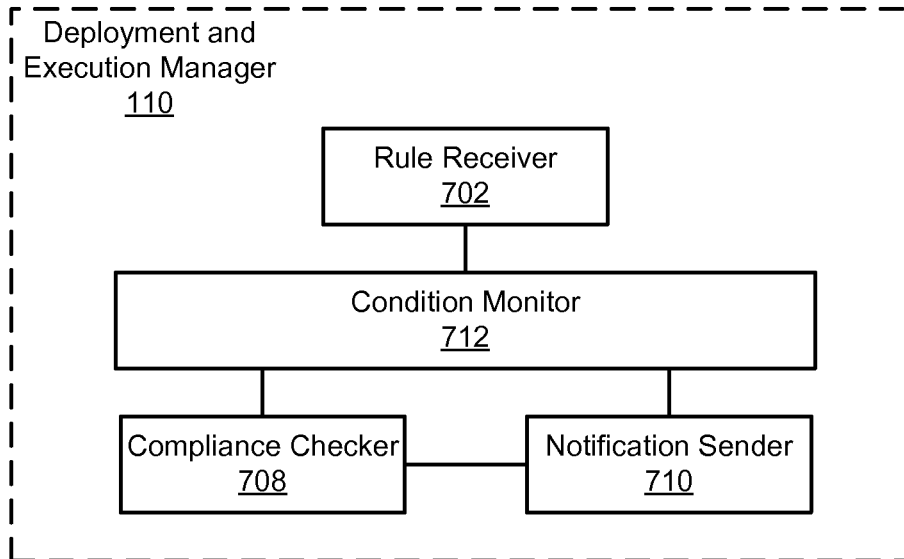 Deployment and
Execution Manager
110
Rule Receiver
702
Condition Monitor
712
Compliance Checker
708
Notification Sender
710